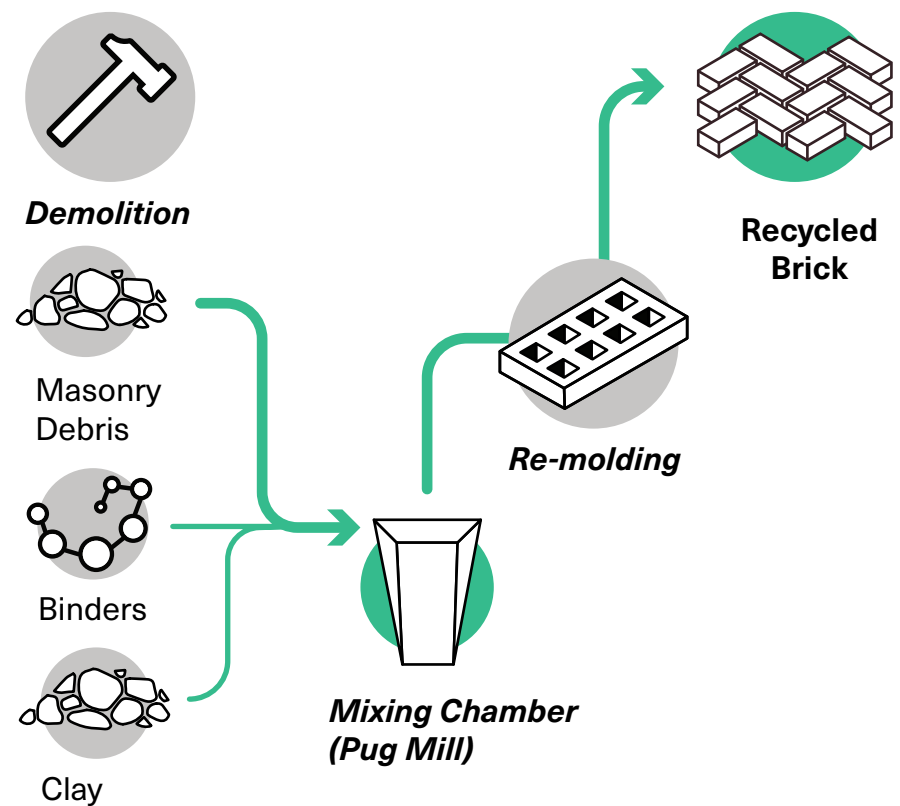 Demolition
Masonry
Debris
Binders
Clay
Mixing Chamber
(Pug Mill)
Re-molding
Recycled
Brick